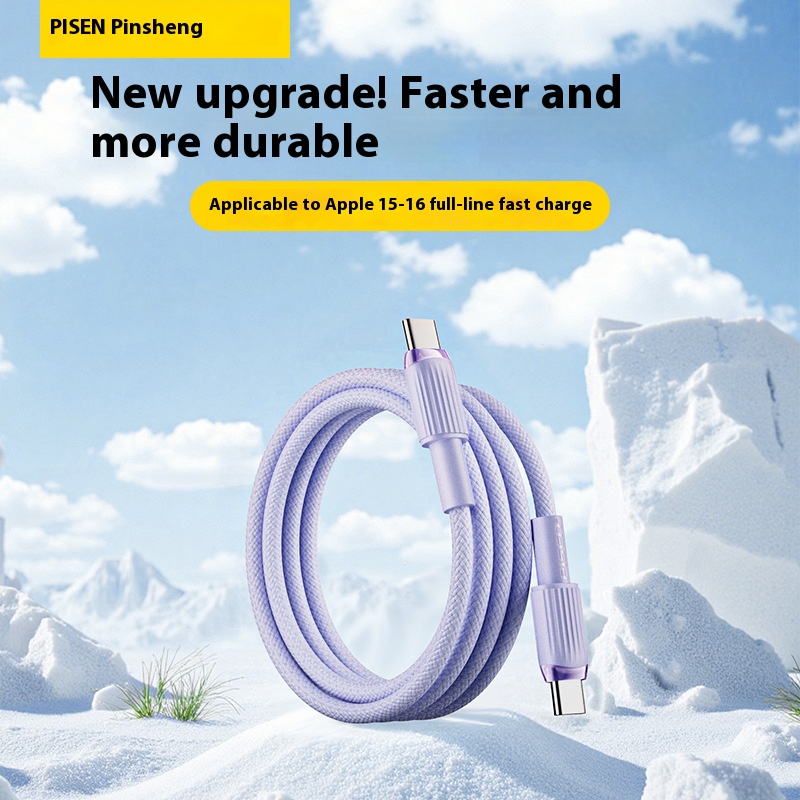 PISEN Pinsheng
New upgrade! Faster and
more durable
Applicable to Apple 15-16 full-line fast charge